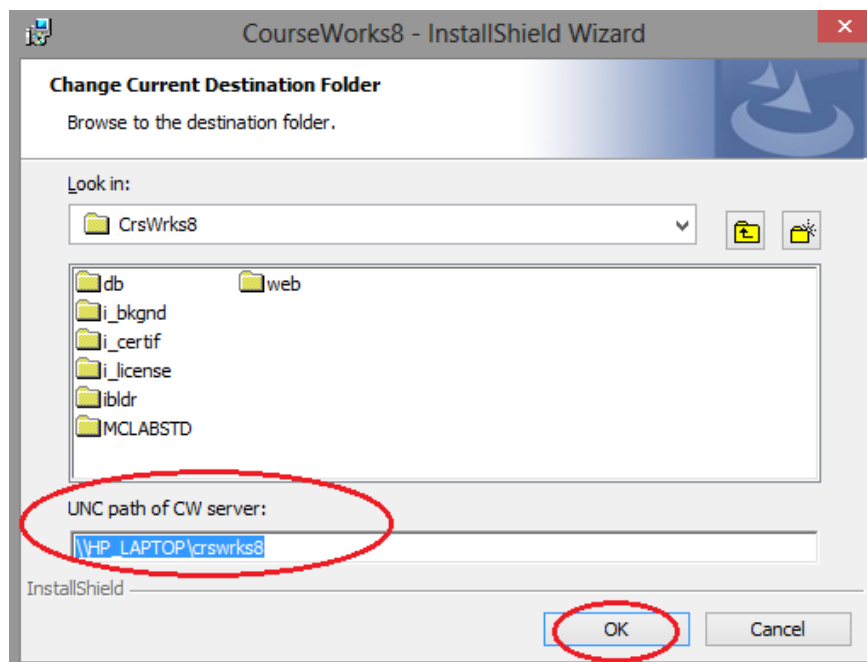 CourseWorks8 - InstallShield Wizard
Change Current Destination Folder
Browse to the destination folder.
Look in:
CrsWrks8
db web
i_bkgnd
i_certif
i_license
ibldr
MCLABSTD
UNC path of CW server:
\\HP_LAPTOP\crswrks8
InstallShield
OK Cancel